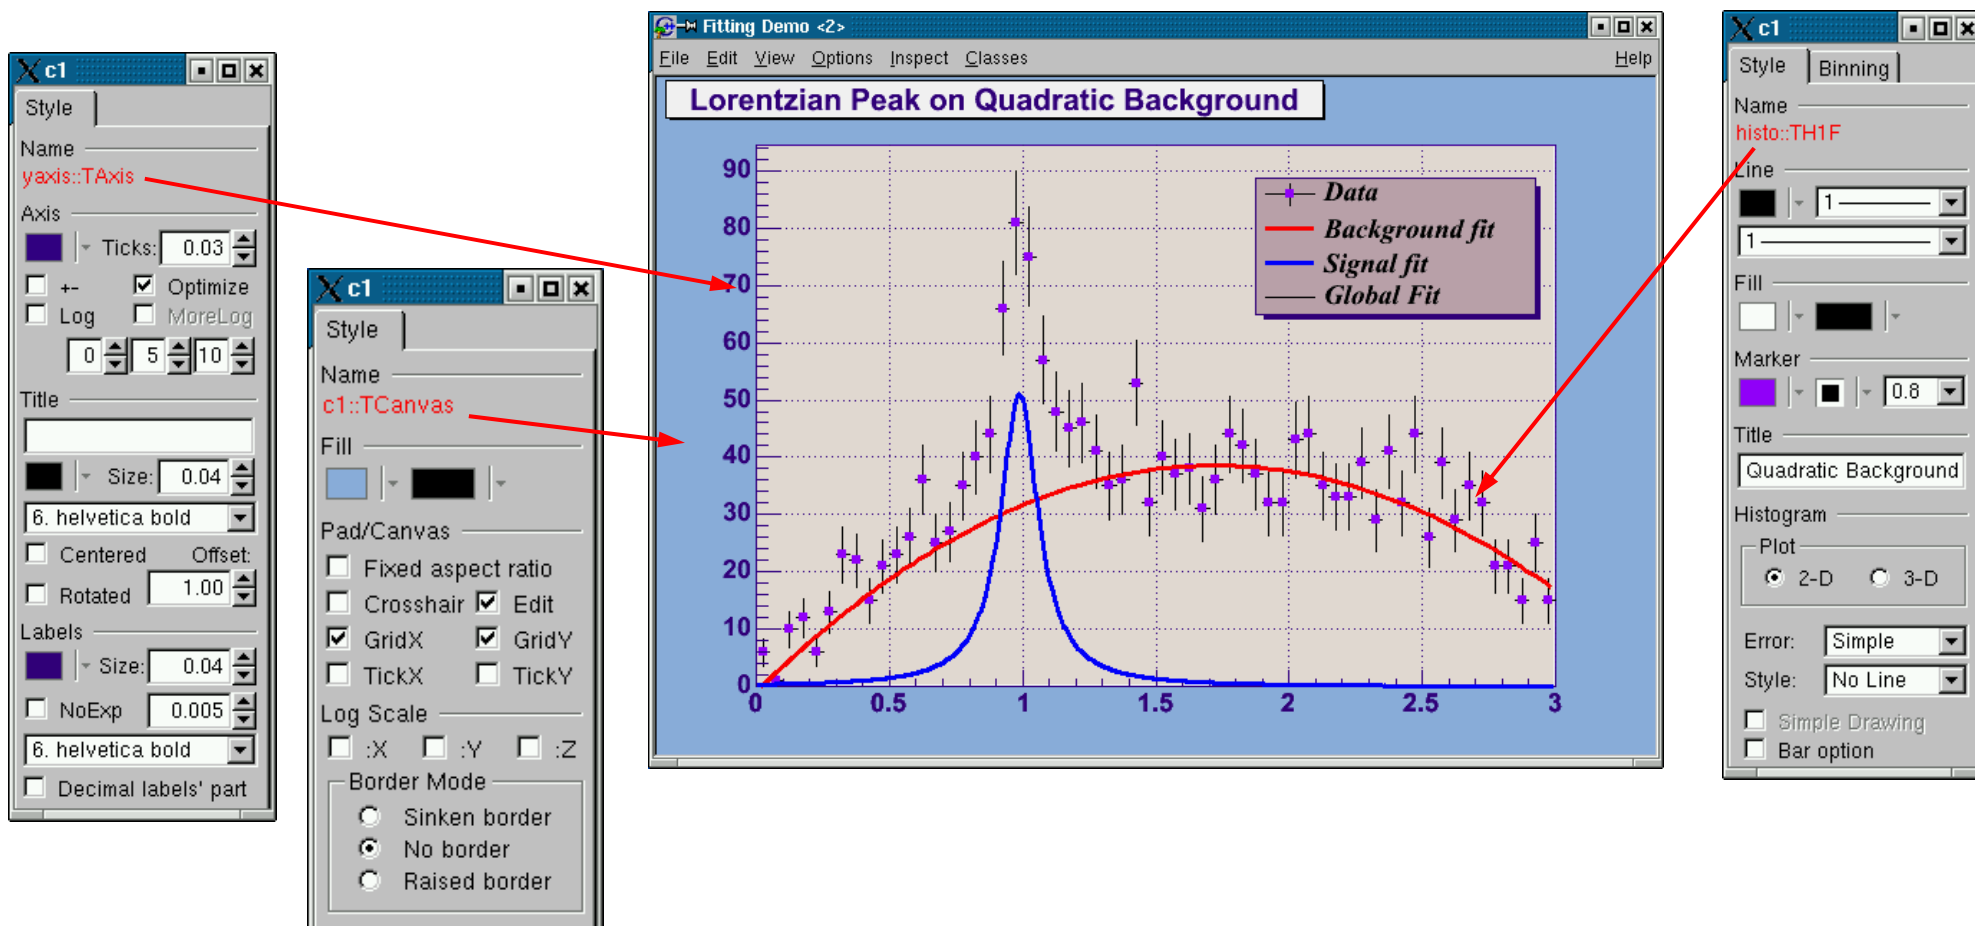 c1
Style
Name
yaxis::TAxis
Axis
Ticks: 0.03
+- Optimize
Log MoreLog
0 5 10
Title
Size: 0.04
6. helvetica bold
Centered Offset:
Rotated 1.00
Labels
Size: 0.04
NoExp 0.005
6. helvetica bold
Decimal labels' part
c1
Style
Name
c1::TCanvas
Fill
Pad/Canvas
Fixed aspect ratio
Crosshair Edit
GridX GridY
TickX TickY
Log Scale
:X :Y :Z
Border Mode
Sinken border
No border
Raised border
Fitting Demo <2>
File Edit View Options Inspect Classes Help
Lorentzian Peak on Quadratic Background
90
80
70
60
50
40
30
20
10
0
0 0.5 1 1.5 2 2.5 3
Data
Background fit
Signal fit
Global Fit
c1
Style Binning
Name
histo::TH1F
Line
1
1
Fill
Marker
0.8
Title
Quadratic Background
Histogram
Plot
2-D 3-D
Error: Simple
Style: No Line
Simple Drawing
Bar option